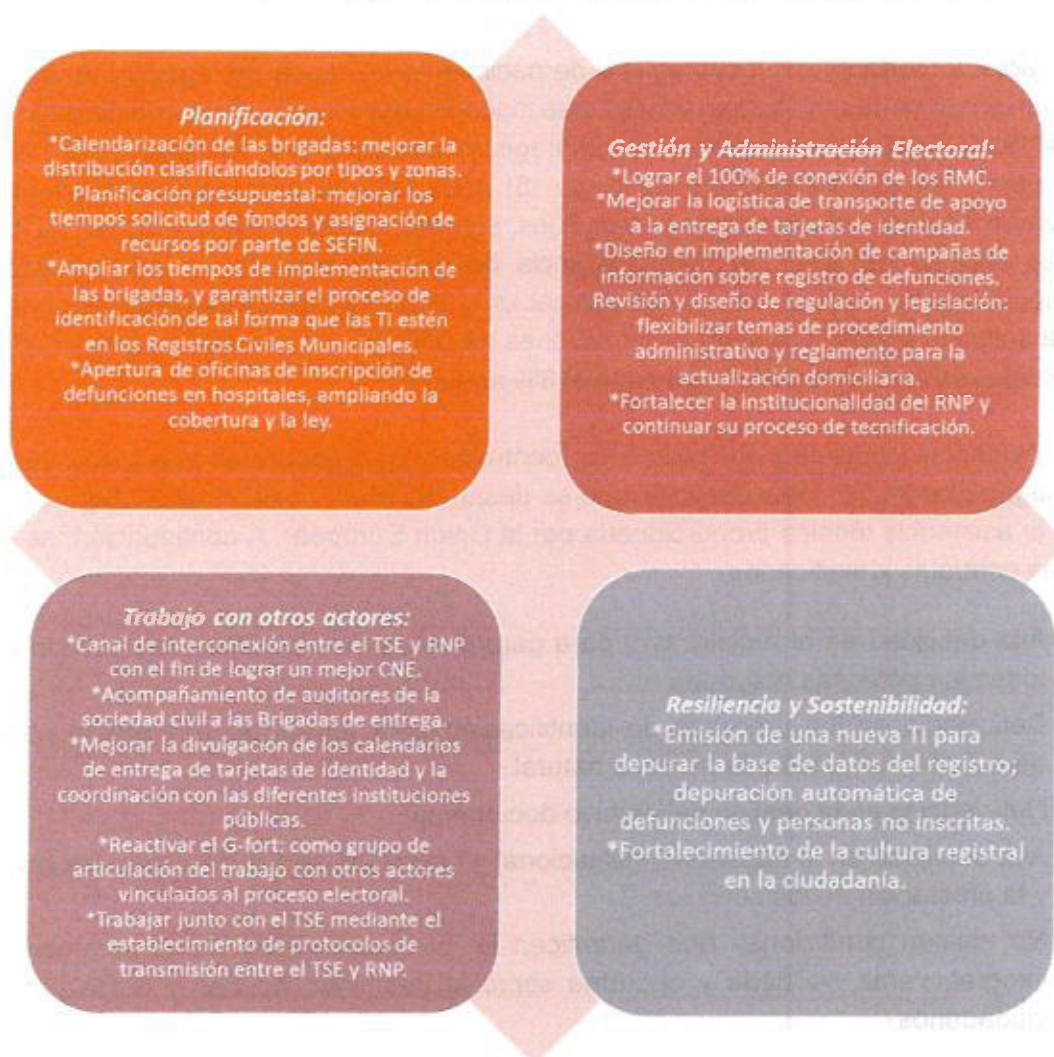 Planificación:
*Calendarización de las brigadas: mejorar la
distribución clasificándolos por tipos y zonas.
Planificación presupuestal: mejorar los
tiempos solicitud de fondos y asignación de
recursos por parte de SEFIN.
*Ampliar los tiempos de implementación de
las brigadas, y garantizar el proceso de
identificación de tal forma que las TI estén
en los Registros Civiles Municipales.
*Apertura de oficinas de inscripción de
defunciones en hospitales, ampliando la
cobertura y la ley.
Gestión y Administración Electoral:
*Lograr el 100% de conexión de los RMC.
*Mejorar la logística de transporte de apoyo
a la entrega de tarjetas de identidad.
*Diseño en implementación de campañas de
información sobre registro de defunciones.
Revisión y diseño de regulación y legislación:
flexibilizar temas de procedimiento
administrativo y reglamento para la
actualización domiciliaria.
*Fortalecer la institucionalidad del RNP y
continuar su proceso de tecnificación.
Trabajo con otros actores:
*Canal de interconexión entre el TSE y RNP
con el fin de lograr un mejor CNE.
*Acompañamiento de auditores de la
sociedad civil a las Brigadas de entrega.
*Mejorar la divulgación de los calendarios
de entrega de tarjetas de identidad y la
coordinación con las diferentes instituciones
públicas.
*Reactivar el G-fort: como grupo de
articulación del trabajo con otros actores
vinculados al proceso electoral.
*Trabajar junto con el TSE mediante el
establecimiento de protocolos de
transmisión entre el TSE y RNP.
Resiliencia y Sostenibilidad:
*Emisión de una nueva TI para
depurar la base de datos del registro;
depuración automática de
defunciones y personas no inscritas.
*Fortalecimiento de la cultura registral
en la ciudadanía.